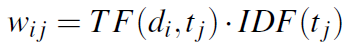 w_{ij} = TF(d_i, t_j) · IDF(t_j)